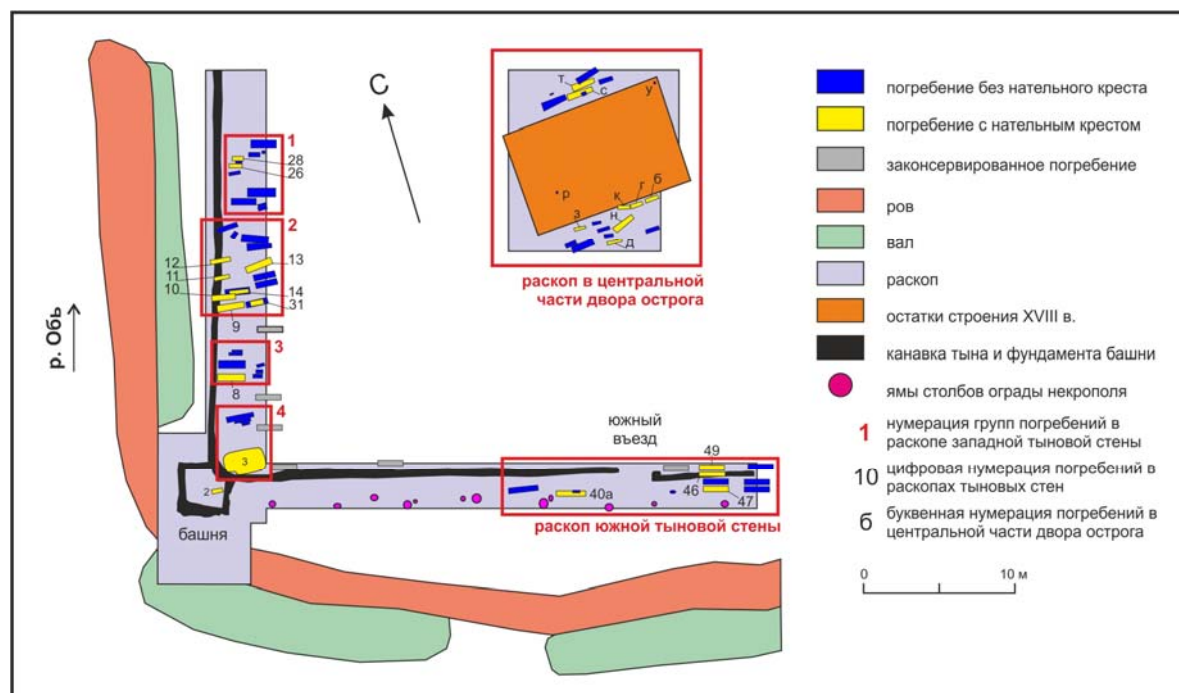 С
р. Обь
1
28
26
2
12
11
10
13
14
31
9
3
8
4
3
2
башня
т
с
у
р
к
г
б
з
н
д
раскоп в центральной
части двора острога
южный
въезд
49
46
40а
47
раскоп южной тыновой стены
погребение без нательного креста
погребение с нательным крестом
законсервированное погребение
ров
вал
раскоп
остатки строения XVIII в.
канавка тына и фундамента башни
ямы столбов ограды некрополя
1 нумерация групп погребений в
раскопе западной тыновой стены
10 цифровая нумерация погребений в
раскопах тыновых стен
б буквенная нумерация погребений в
центральной части двора острога
0 10 м